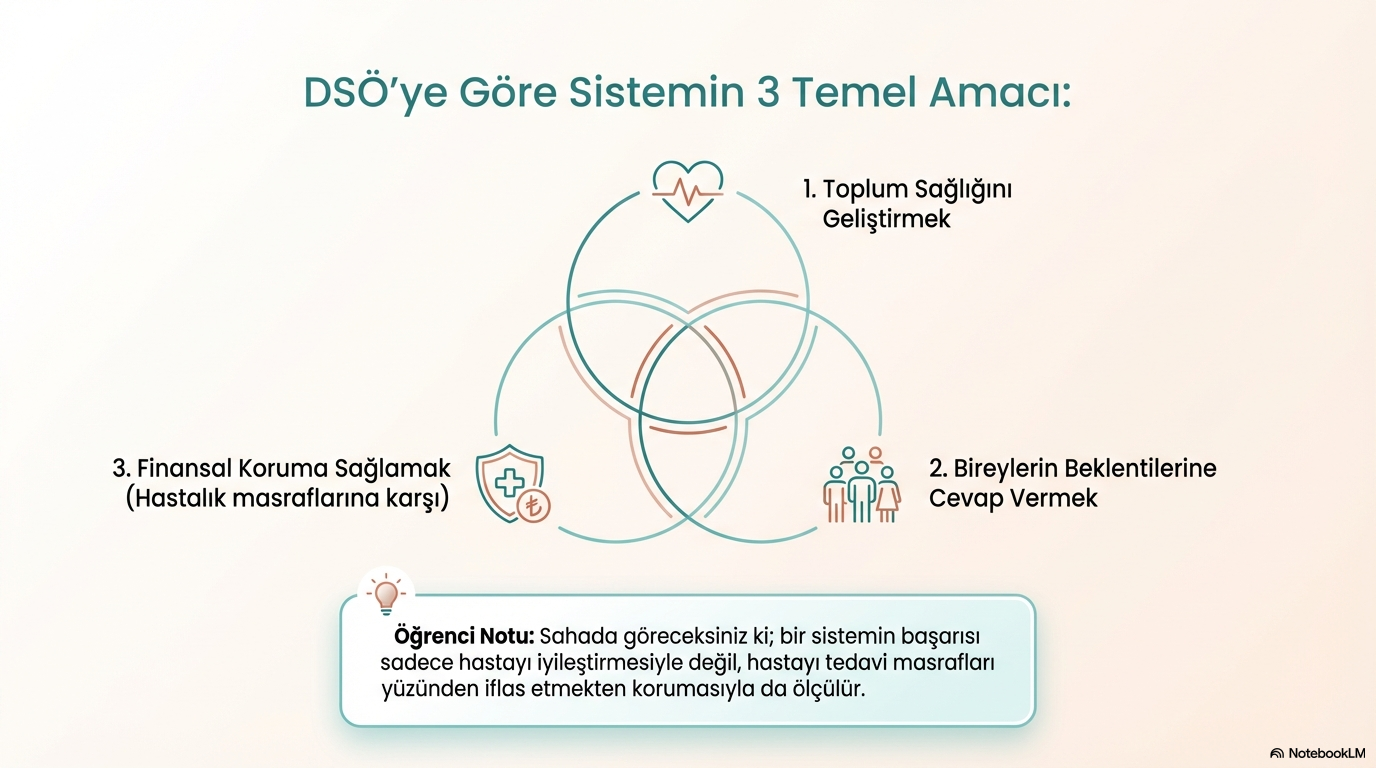 DSÖ’ye Göre Sistemin 3 Temel Amacı:
1. Toplum Sağlığını
Geliştirmek
3. Finansal Koruma Sağlamak
(Hastalık masraflarına karşı)
2. Bireylerin Beklentilerine
Cevap Vermek
Öğrenci Notu: Sahada göreceksiniz ki; bir sistemin başarısı
sadece hastayı iyileştirmesiyle değil, hastayı tedavi masrafları
yüzünden iflas etmekten korumasıyla da ölçülür.
NotebookLM